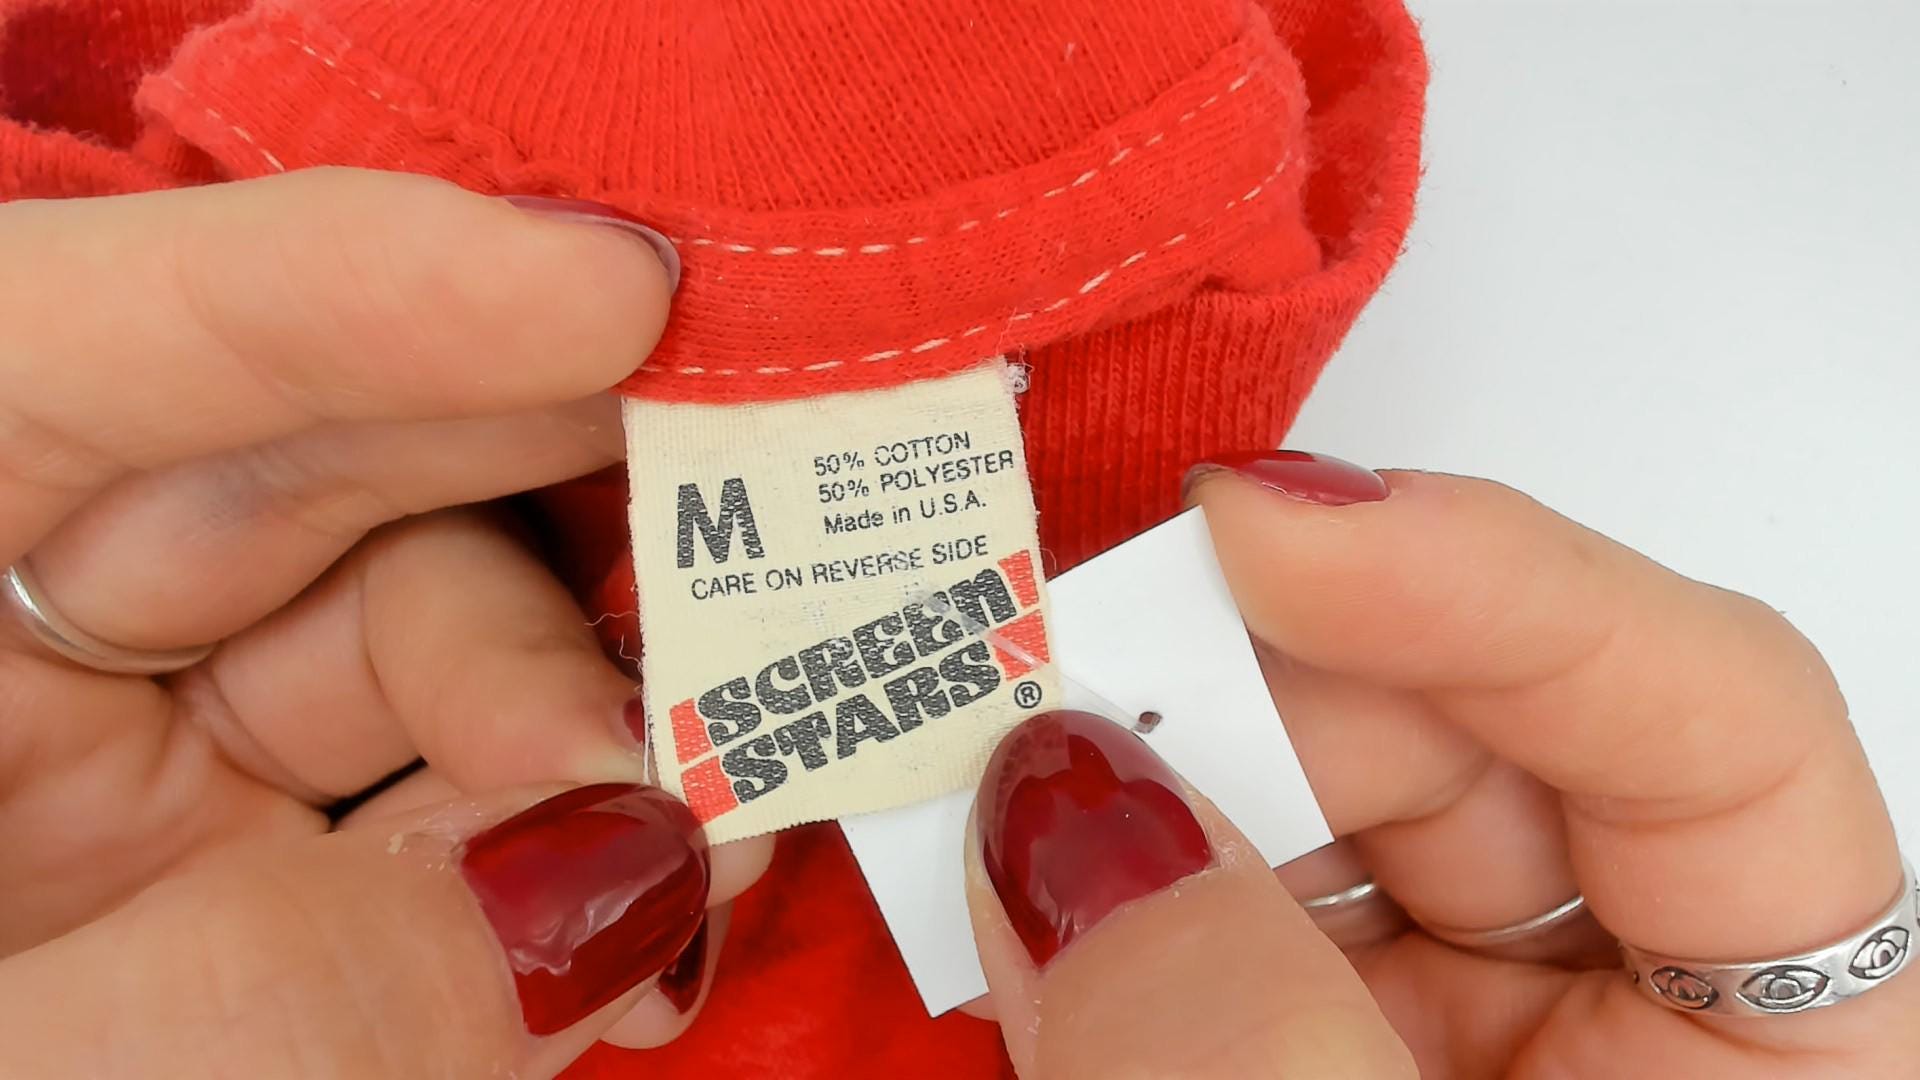 M
50% COTTON
50% POLYESTER
Made in U.S.A.
CARE ON REVERSE SIDE
SCREEN
STARS
®